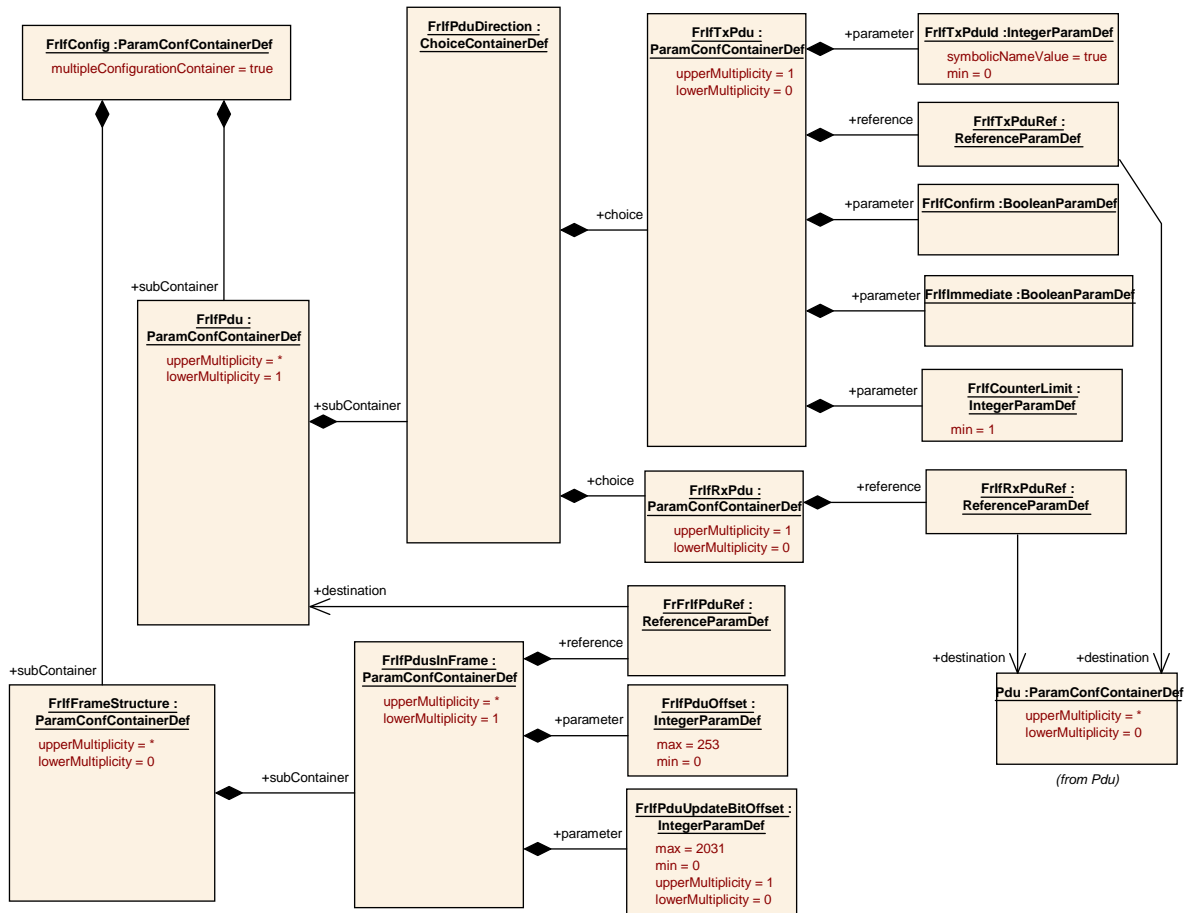 FrIfConfig :ParamConfContainerDef
multipleConfigurationContainer = true
FrIfPduDirection :
ChoiceContainerDef
FrIfTxPdu :
ParamConfContainerDef
upperMultiplicity = 1
lowerMultiplicity = 0
+parameter
FrIfTxPduId :IntegerParamDef
symbolicNameValue = true
min = 0
+reference
FrIfTxPduRef :
ReferenceParamDef
+parameter
FrIfConfirm :BooleanParamDef
+choice
+parameter
FrIfImmediate :BooleanParamDef
+subContainer
FrIfPdu :
ParamConfContainerDef
upperMultiplicity = *
lowerMultiplicity = 1
+subContainer
+parameter
FrIfCounterLimit :
IntegerParamDef
min = 1
+choice
FrIfRxPdu :
ParamConfContainerDef
upperMultiplicity = 1
lowerMultiplicity = 0
+reference
FrIfRxPduRef :
ReferenceParamDef
+destination
FrFrIfPduRef :
ReferenceParamDef
+reference
+subContainer
FrIfFrameStructure :
ParamConfContainerDef
upperMultiplicity = *
lowerMultiplicity = 0
+subContainer
FrIfPdusInFrame :
ParamConfContainerDef
upperMultiplicity = *
lowerMultiplicity = 1
+parameter
FrIfPduOffset :
IntegerParamDef
max = 253
min = 0
+destination
+destination
Pdu :ParamConfContainerDef
upperMultiplicity = *
lowerMultiplicity = 0
(from Pdu)
+parameter
FrIfPduUpdateBitOffset :
IntegerParamDef
max = 2031
min = 0
upperMultiplicity = 1
lowerMultiplicity = 0